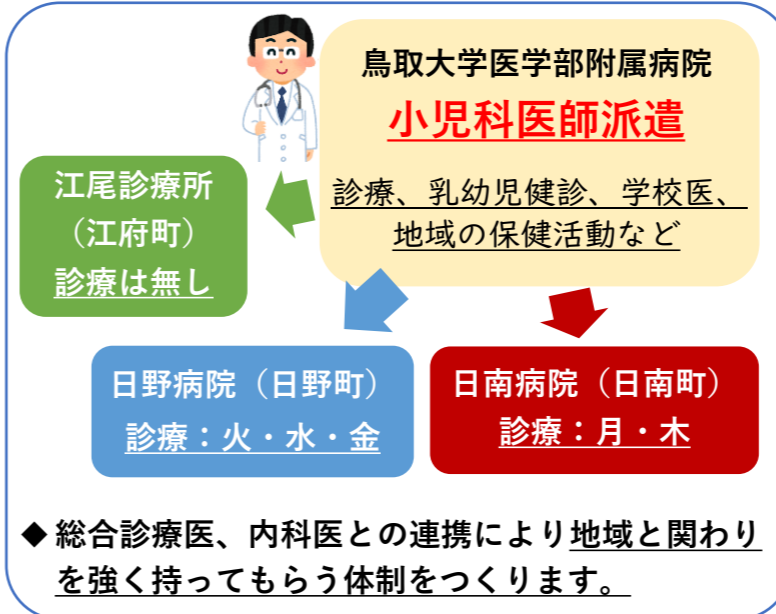 鳥取大学医学部附属病院
小児科医師派遣
診療、乳幼児健診、学校医、
地域の保健活動など
江尾診療所
（江府町）
診療は無し
日野病院（日野町）
診療：火・水・金
日南病院（日南町）
診療：月・木
◆ 総合診療医、内科医との連携により地域と関わり
を強く持ってもらう体制をつくります。